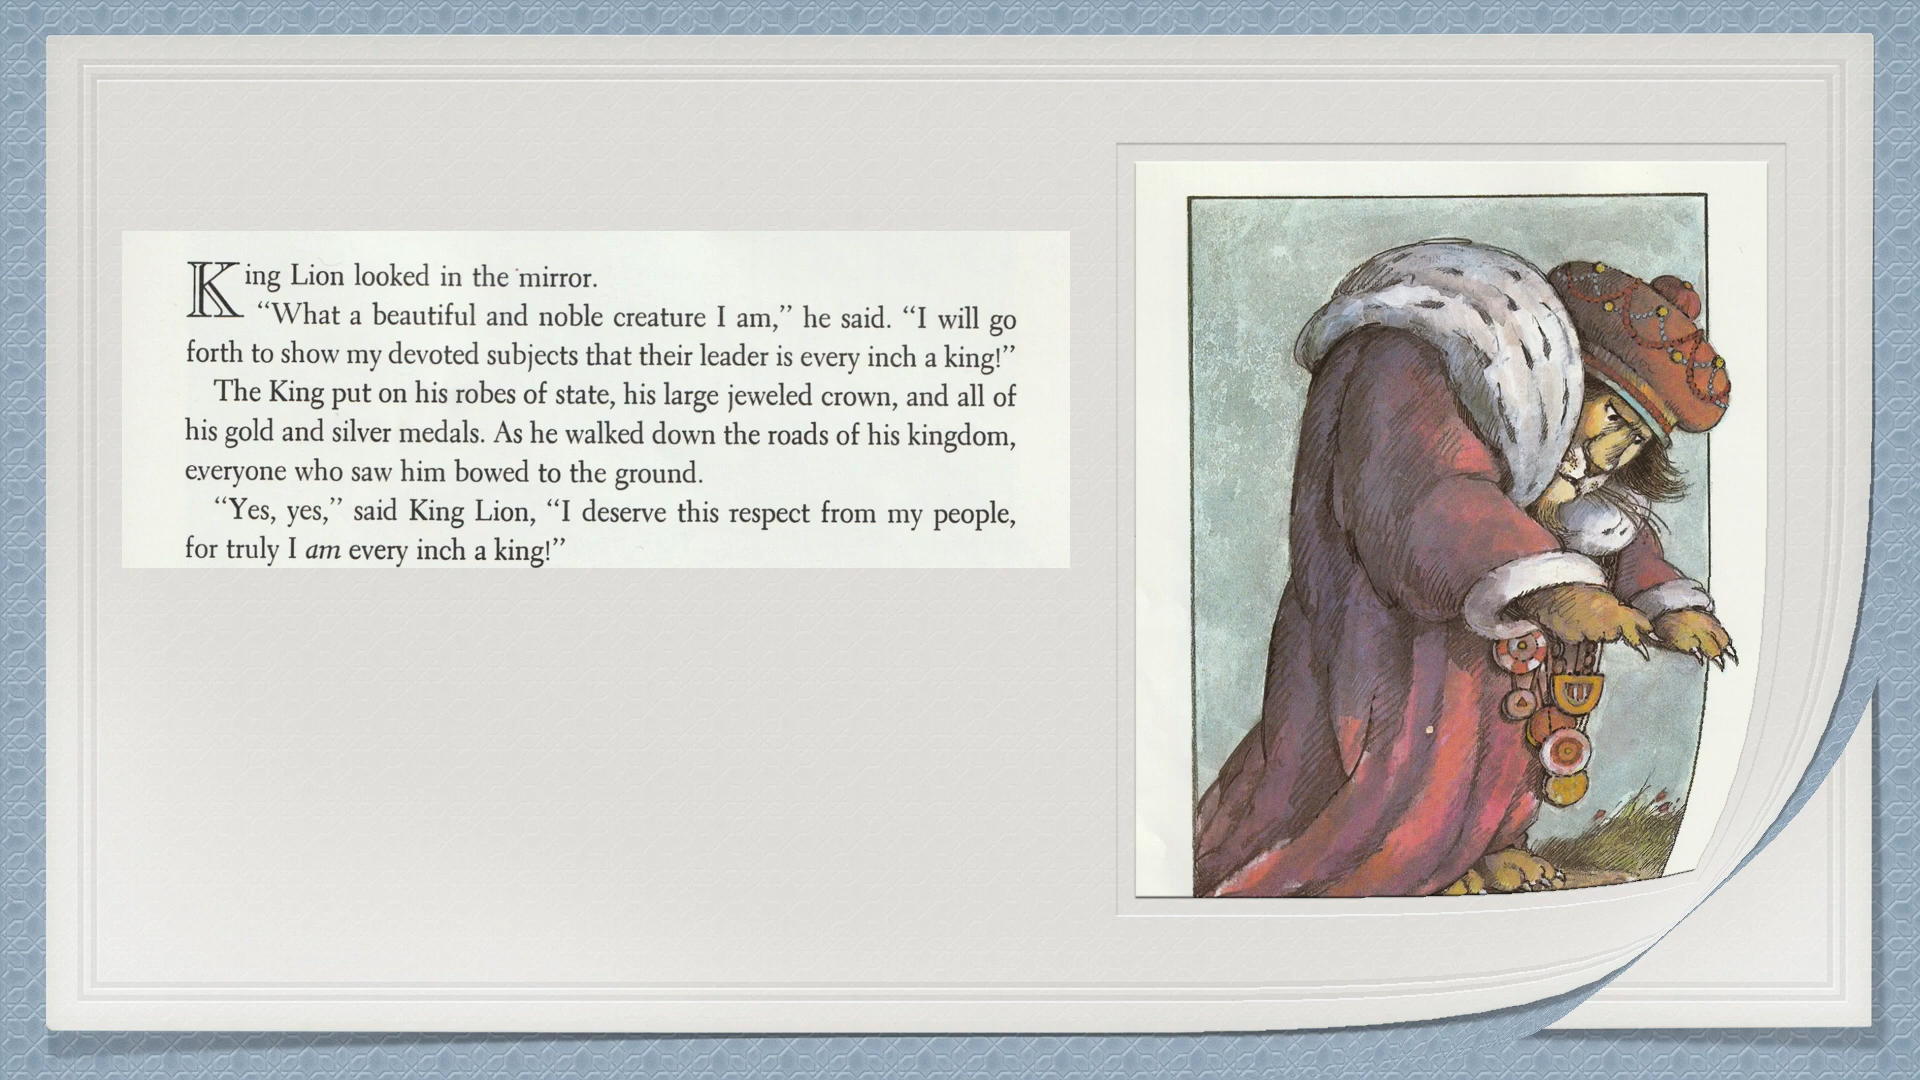 King Lion looked in the mirror.
“What a beautiful and noble creature I am,” he said. “I will go
forth to show my devoted subjects that their leader is every inch a king!”
The King put on his robes of state, his large jeweled crown, and all of
his gold and silver medals. As he walked down the roads of his kingdom,
everyone who saw him bowed to the ground.
“Yes, yes,” said King Lion, “I deserve this respect from my people,
for truly I am every inch a king!”